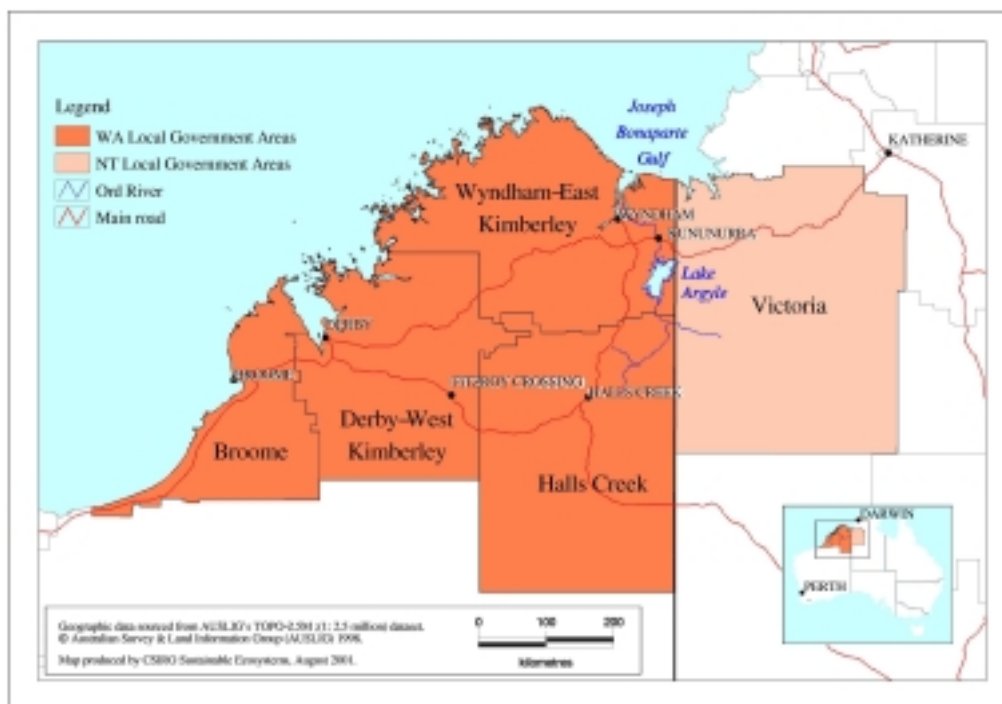 Legend
WA Local Government Areas
NT Local Government Areas
Ord River
Main road
Joseph
Bonaparte
Gulf
KATHERINE
Wyndham-East
Kimberley
WYNDHAM
KUNUNURRA
Lake
Argyle
Victoria
DERBY
BROOME
FITZROY CROSSING
HALLS CREEK
Derby-West
Kimberley
Broome
Halls Creek
DARWIN
PERTH
Geographic data sourced from AUSLIG's TOPO-2.5M (1: 2.5 million) dataset.
© Australian Survey & Land Information Group (AUSLIG) 1998.
Map produced by CSIRO Sustainable Ecosystems, August 2001.
0 100 200
kilometres